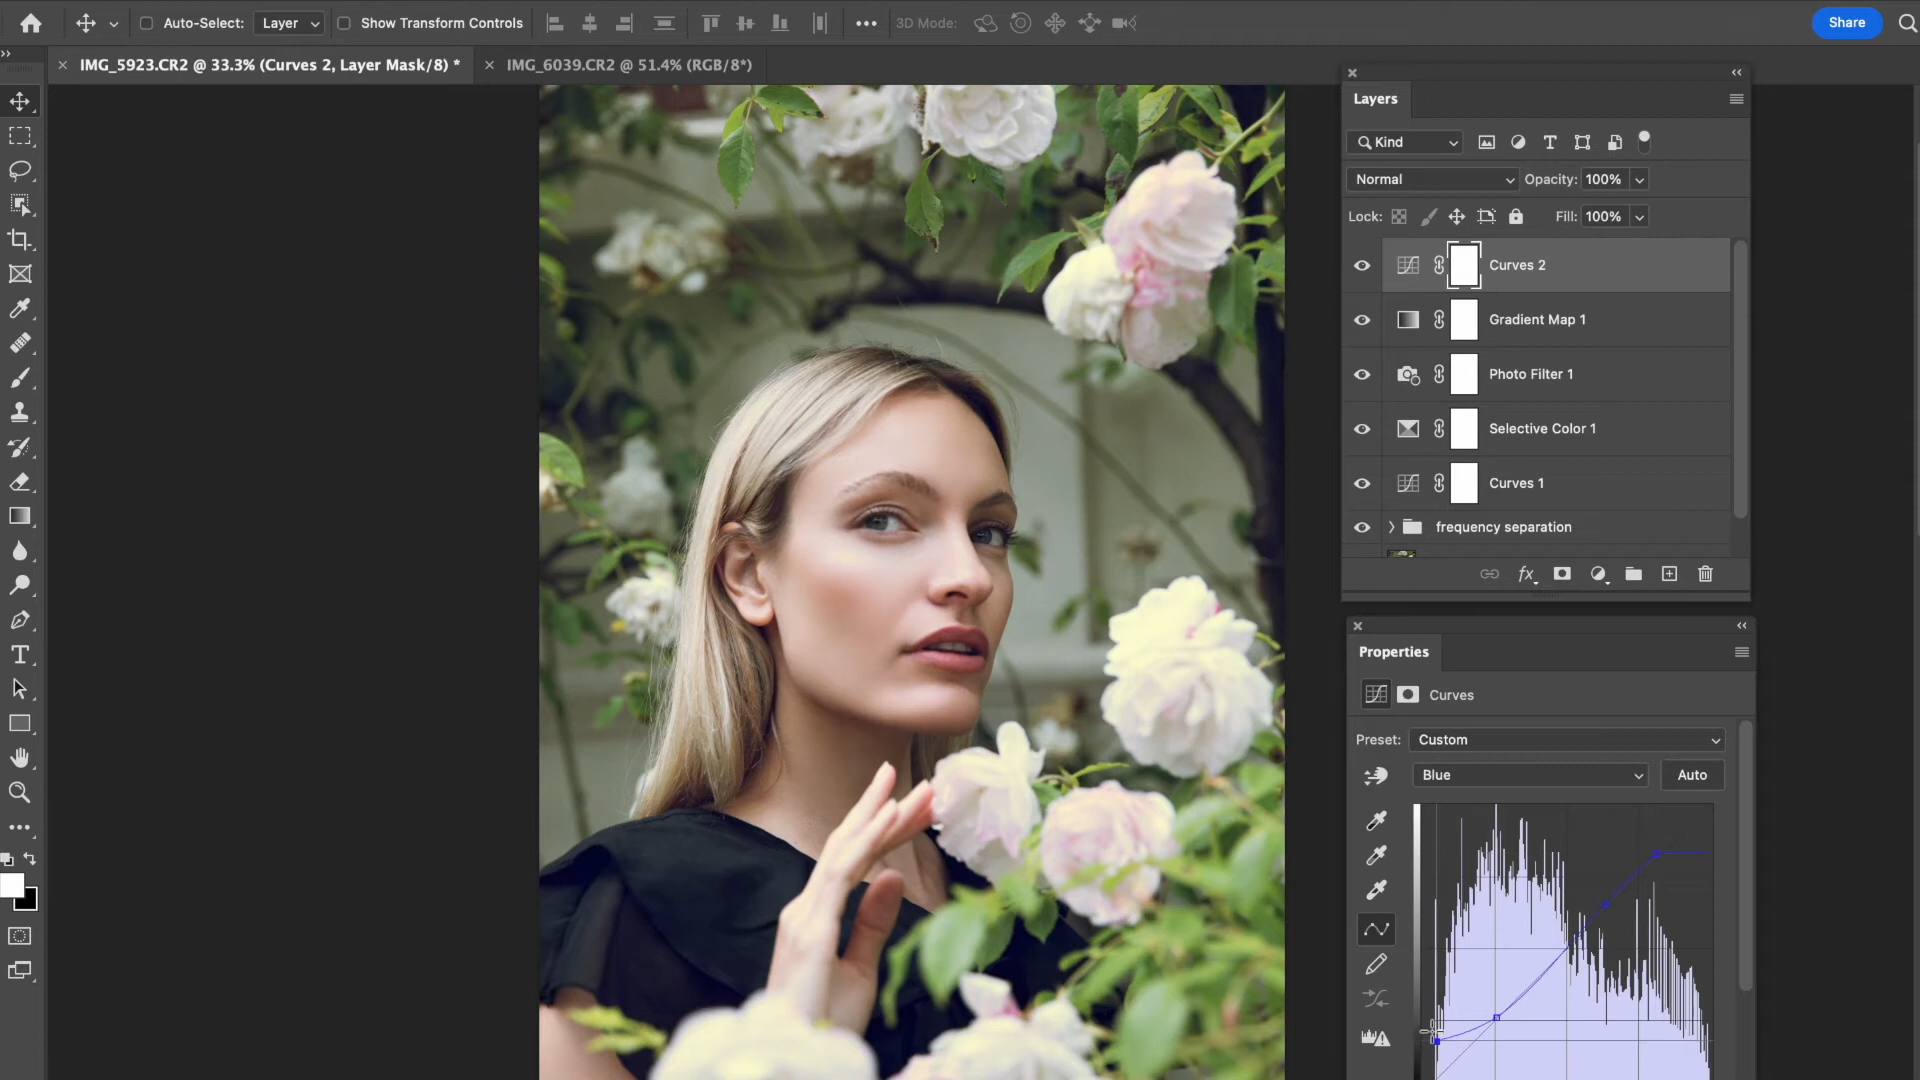 Auto-Select: Layer Show Transform Controls 3D Mode: Share
IMG_5923.CR2 @ 33.3% (Curves 2, Layer Mask/8) * IMG_6039.CR2 @ 51.4% (RGB/8*)
Layers
Kind
Normal Opacity: 100%
Lock: Fill: 100%
Curves 2
Gradient Map 1
Photo Filter 1
Selective Color 1
Curves 1
frequency separation
fx
Properties
Curves
Preset: Custom
Blue Auto